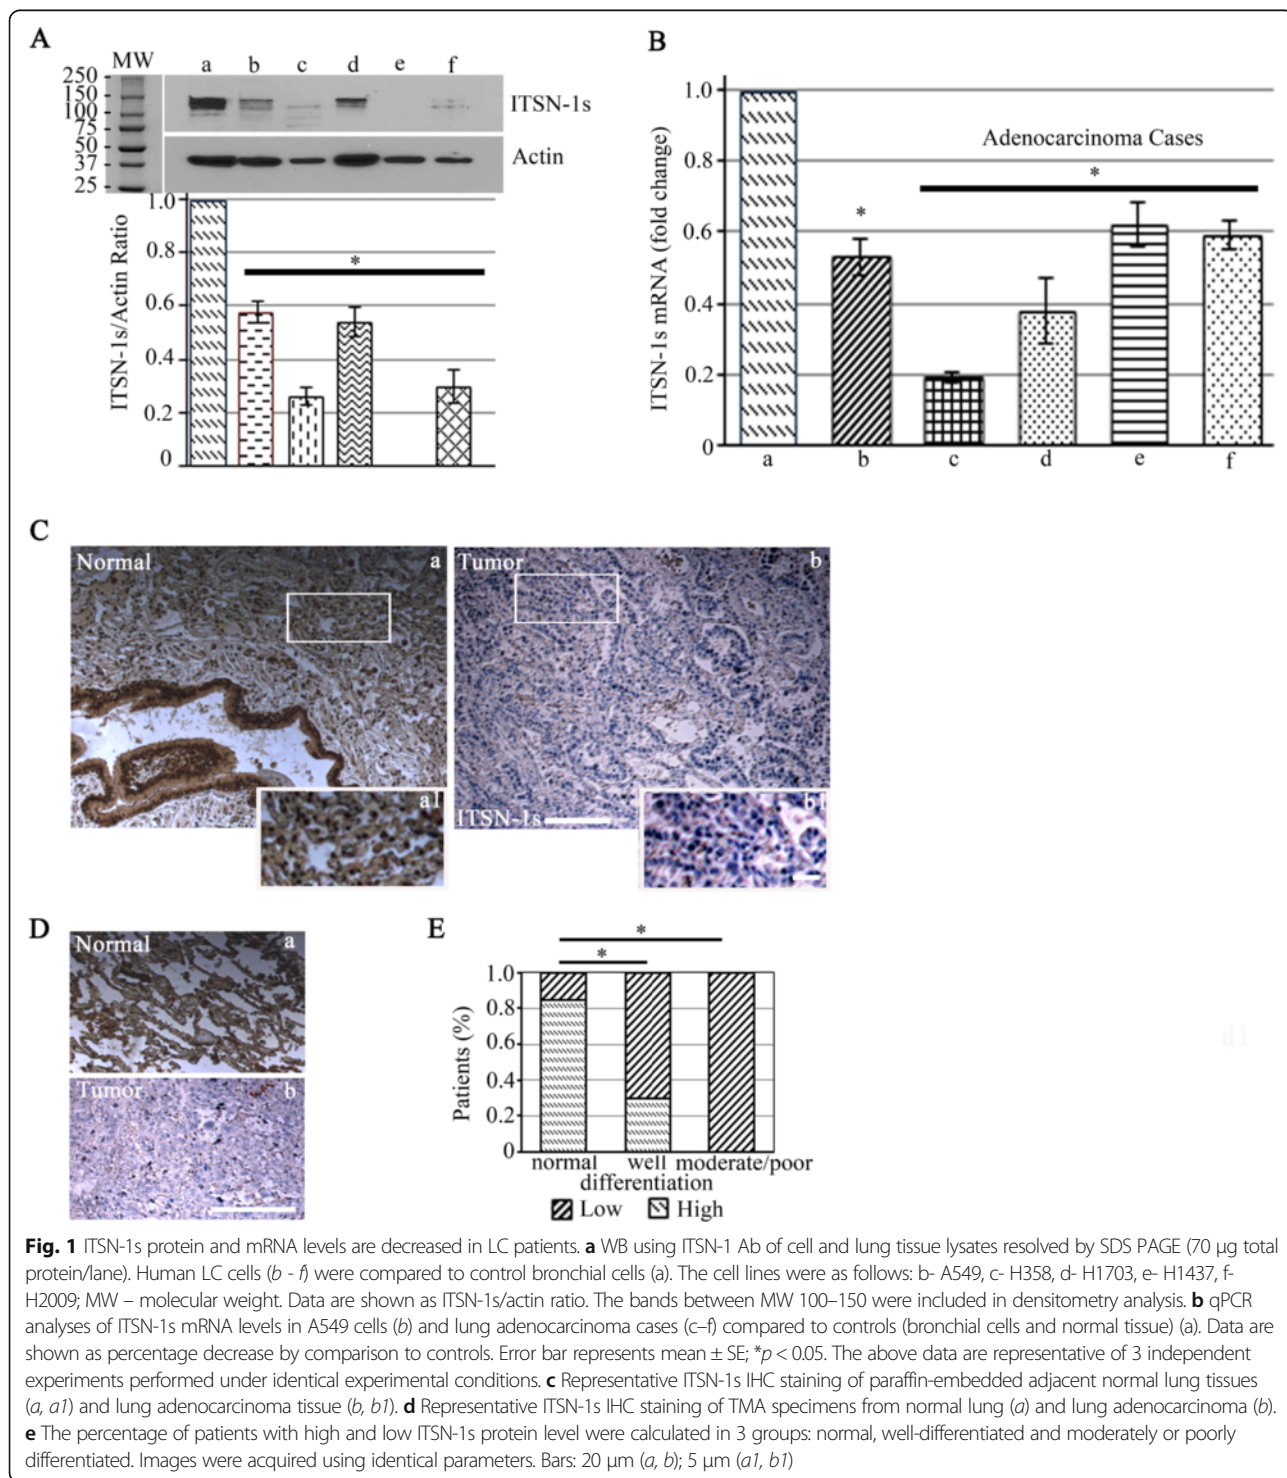 A
MW a b c d e f
250
150
100
75
50
37
25
ITSN-1s
Actin
ITSN-1s/Actin Ratio
1.0
0.8
0.6
0.4
0.2
0
*
B
ITSN-1s mRNA (fold change)
1.0
0.8
0.6
0.4
0.2
0
Adenocarcinoma Cases
*
*
a b c d e f
C
Normal a
a1
Tumor b
ITSN-1s
b1
D
Normal a
Tumor b
E
*
*
Patients (%)
1.0
0.8
0.6
0.4
0.2
0
normal well moderate/poor
differentiation
Low High
d1
Fig. 1 ITSN-1s protein and mRNA levels are decreased in LC patients. a WB using ITSN-1 Ab of cell and lung tissue lysates resolved by SDS PAGE (70 μg total
protein/lane). Human LC cells (b - f) were compared to control bronchial cells (a). The cell lines were as follows: b- A549, c- H358, d- H1703, e- H1437, f-
H2009; MW – molecular weight. Data are shown as ITSN-1s/actin ratio. The bands between MW 100–150 were included in densitometry analysis. b qPCR
analyses of ITSN-1s mRNA levels in A549 cells (b) and lung adenocarcinoma cases (c–f) compared to controls (bronchial cells and normal tissue) (a). Data are
shown as percentage decrease by comparison to controls. Error bar represents mean ± SE; *p < 0.05. The above data are representative of 3 independent
experiments performed under identical experimental conditions. c Representative ITSN-1s IHC staining of paraffin-embedded adjacent normal lung tissues
(a, a1) and lung adenocarcinoma tissue (b, b1). d Representative ITSN-1s IHC staining of TMA specimens from normal lung (a) and lung adenocarcinoma (b).
e The percentage of patients with high and low ITSN-1s protein level were calculated in 3 groups: normal, well-differentiated and moderately or poorly
differentiated. Images were acquired using identical parameters. Bars: 20 μm (a, b); 5 μm (a1, b1)